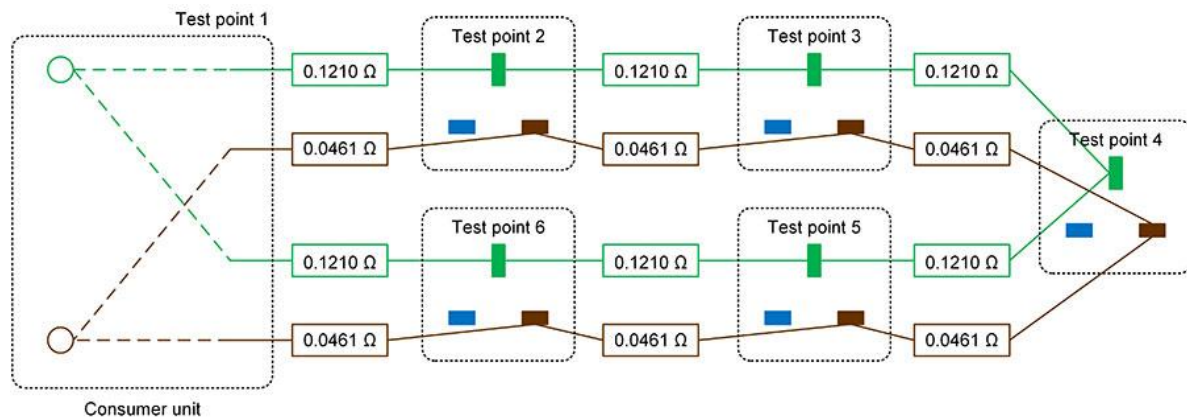 Test point 1
Test point 2
Test point 3
0.1210 Ω
0.1210 Ω
0.1210 Ω
0.0461 Ω
0.0461 Ω
0.0461 Ω
Test point 4
Test point 6
Test point 5
0.1210 Ω
0.1210 Ω
0.1210 Ω
0.0461 Ω
0.0461 Ω
0.0461 Ω
Consumer unit